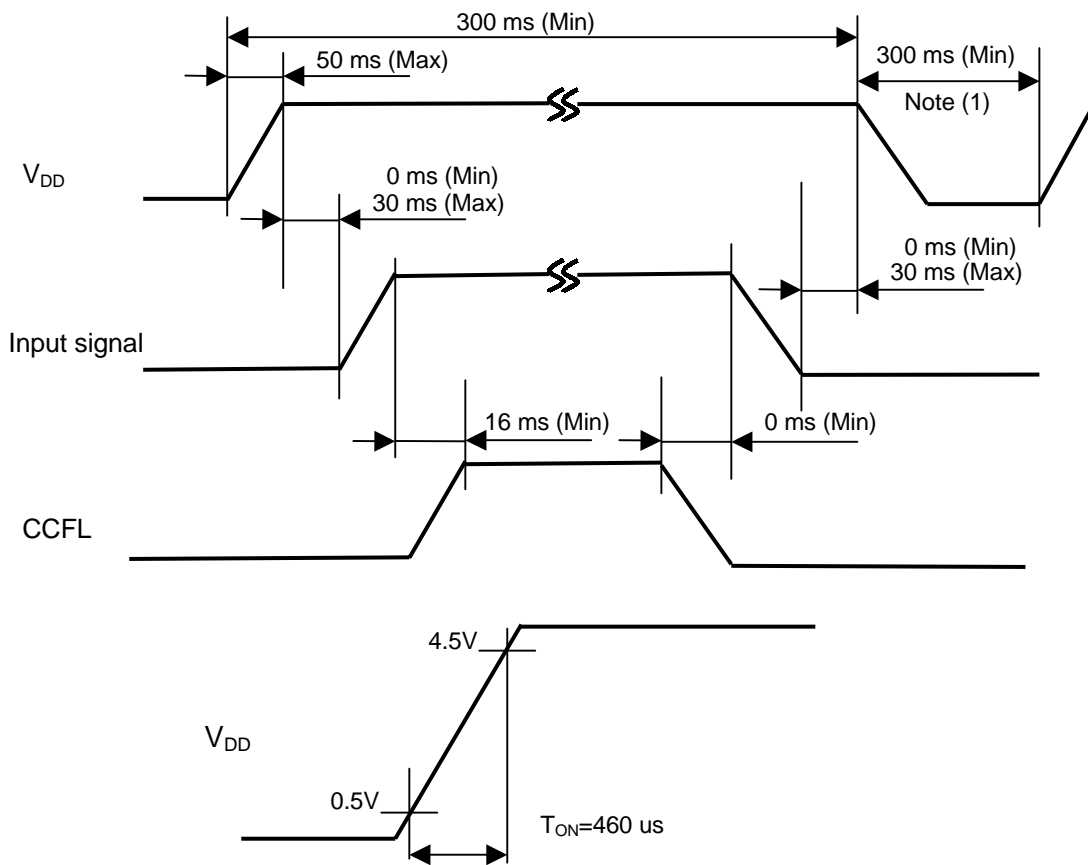 300 ms (Min)
50 ms (Max)
300 ms (Min)
Note (1)
VDD
0 ms (Min)
30 ms (Max)
0 ms (Min)
30 ms (Max)
Input signal
16 ms (Min)
0 ms (Min)
CCFL
4.5V
VDD
0.5V
TON=460 us